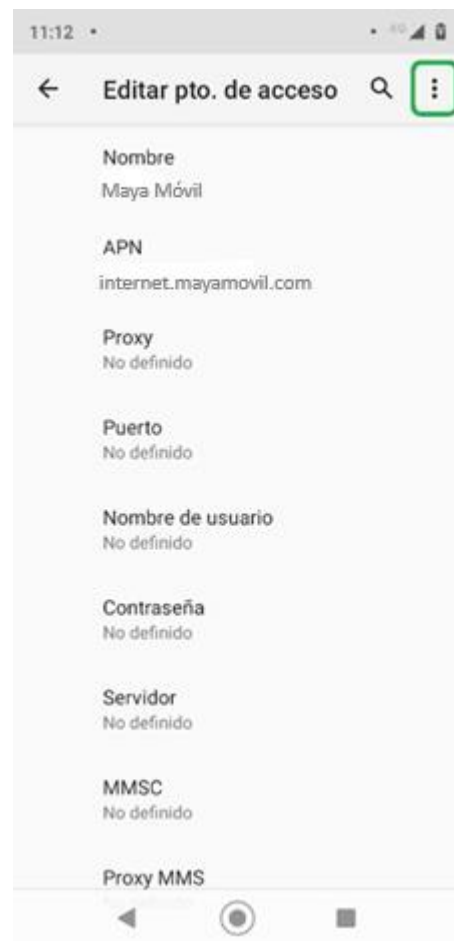 11:12
Editar pto. de acceso
Nombre
Maya Móvil
APN
internet.mayamovil.com
Proxy
No definido
Puerto
No definido
Nombre de usuario
No definido
Contraseña
No definido
Servidor
No definido
MMSC
No definido
Proxy MMS